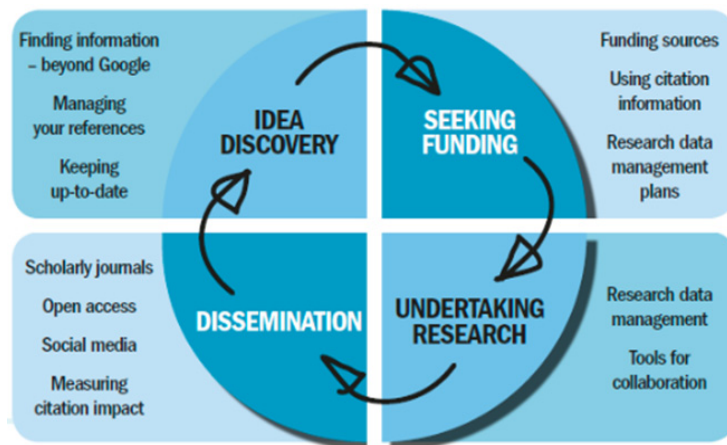 Finding information
– beyond Google
Managing
your references
Keeping
up-to-date
IDEA
DISCOVERY
SEEKING
FUNDING
Funding sources
Using citation
information
Research data
management
plans
Scholarly journals
Open access
Social media
Measuring
citation impact
DISSEMINATION
UNDERTAKING
RESEARCH
Research data
management
Tools for
collaboration